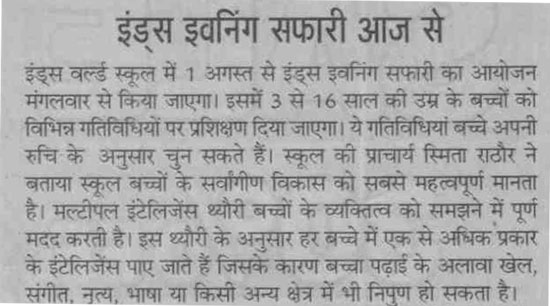 इंड्स इवनिंग सफारी आज से
इंड्स वर्ल्ड स्कूल में 1 अगस्त से इंड्स इवनिंग सफारी का आयोजन
मंगलवार से किया जाएगा। इसमें 3 से 16 साल की उम्र के बच्चों को
विभिन्न गतिविधियों पर प्रशिक्षण दिया जाएगा। ये गतिविधियां बच्चे अपनी
रुचि के अनुसार चुन सकते हैं। स्कूल की प्राचार्य स्मिता राठौर ने
बताया स्कूल बच्चों के सर्वांगीण विकास को सबसे महत्वपूर्ण मानता
है। मल्टीपल इंटेलिजेंस थ्यौरी बच्चों के व्यक्तित्व को समझने में पूर्ण
मदद करती है। इस थ्यौरी के अनुसार हर बच्चे में एक से अधिक प्रकार
के इंटेलिजेंस पाए जाते हैं जिसके कारण बच्चा पढ़ाई के अलावा खेल,
संगीत, नृत्य, भाषा या किसी अन्य क्षेत्र में भी निपुण हो सकता है।